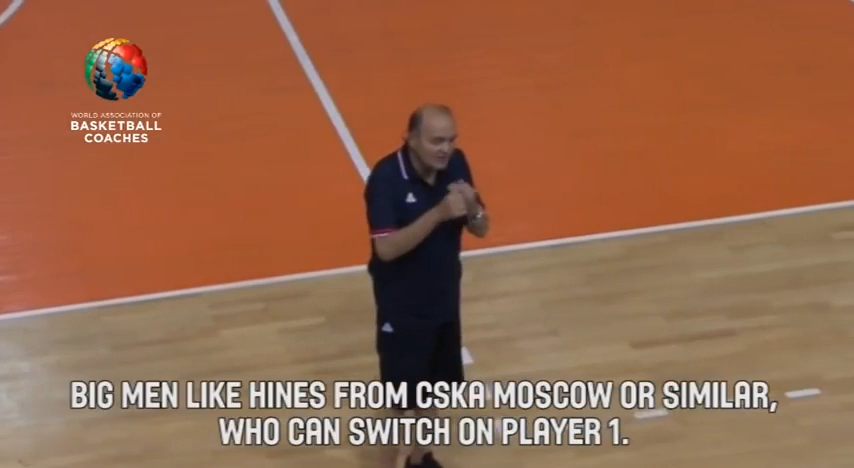 WORLD ASSOCIATION OF
BASKETBALL
COACHES
BIG MEN LIKE HINES FROM CSKA MOSCOW OR SIMILAR,
WHO CAN SWITCH ON PLAYER 1.